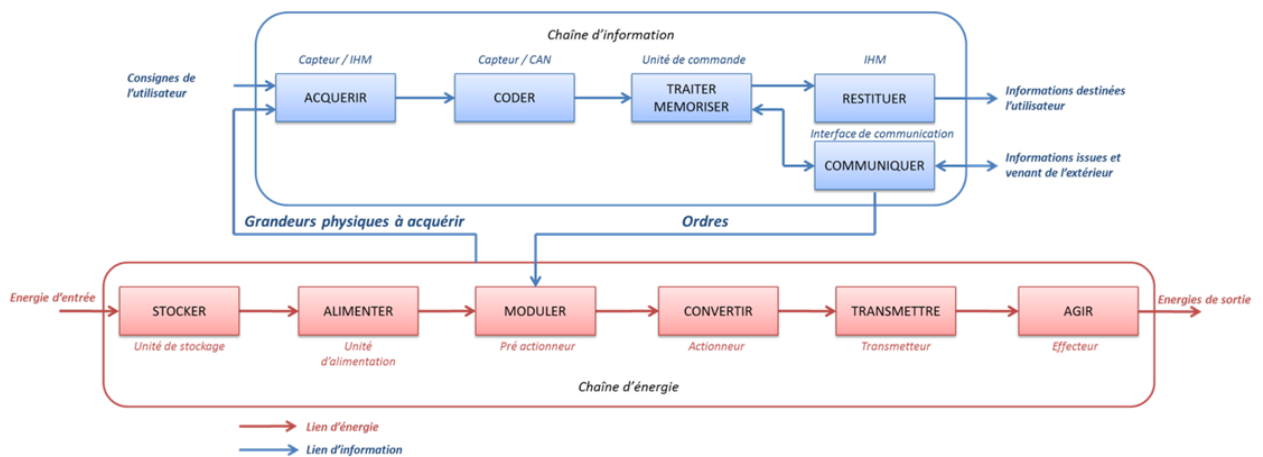 Chaîne d'information
Capteur / IHM
Capteur / CAN
Unité de commande
IHM
Consignes de
l'utilisateur
ACQUERIR
CODER
TRAITER
MEMORISER
RESTITUER
Informations destinées
l'utilisateur
Interface de communication
COMMUNIQUER
Informations issues et
venant de l'extérieur
Grandeurs physiques à acquérir
Ordres
Energie d'entrée
STOCKER
ALIMENTER
MODULER
CONVERTIR
TRANSMETTRE
AGIR
Energies de sortie
Unité de stockage
Unité
d'alimentation
Pré actionneur
Actionneur
Transmetteur
Effecteur
Chaîne d'énergie
Lien d'énergie
Lien d'information